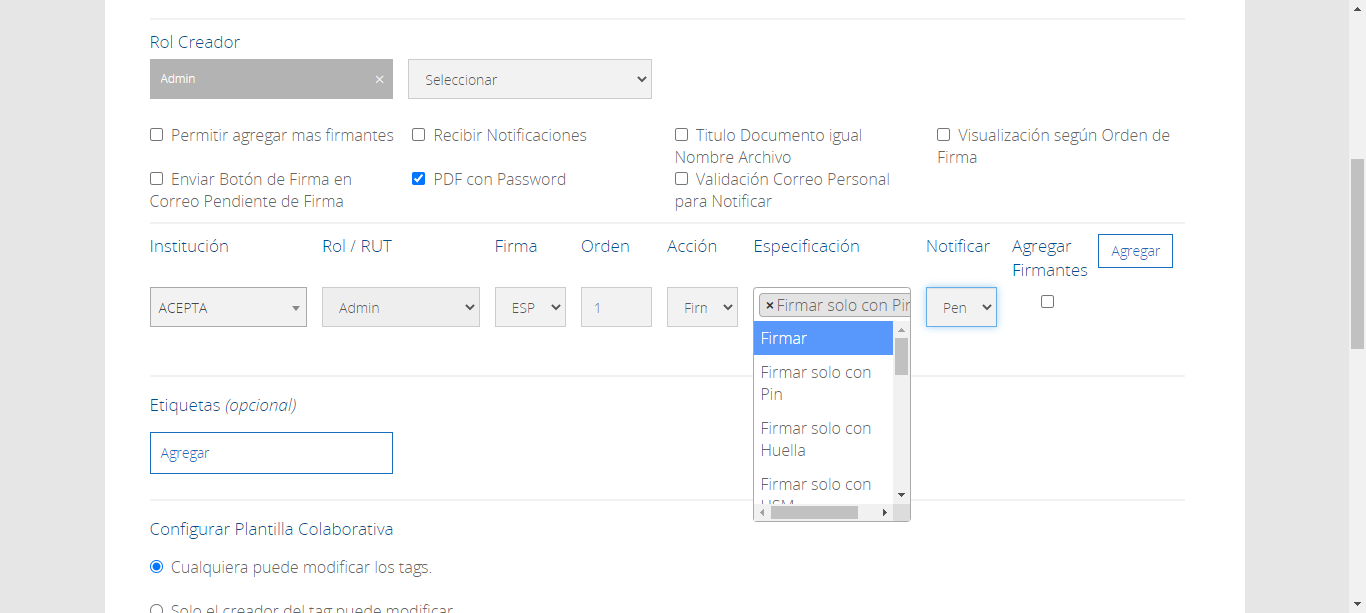 Rol Creador
Admin ×
Seleccionar
Permitir agregar mas firmantes
Recibir Notificaciones
Titulo Documento igual
Nombre Archivo
Visualización según Orden de
Firma
Enviar Botón de Firma en
Correo Pendiente de Firma
PDF con Password
Validación Correo Personal
para Notificar
Institución
Rol / RUT
Firma
Orden
Acción
Especificación
Notificar
Agregar
Firmantes
Agregar
ACEPTA
Admin
ESP
1
Firn
×Firmar solo con Pin
Pen
Firmar
Firmar solo con
Pin
Firmar solo con
Huella
Firmar solo con
HSM
Etiquetas (opcional)
Agregar
Configurar Plantilla Colaborativa
Cualquiera puede modificar los tags.
Solo el creador del tag puede modificar